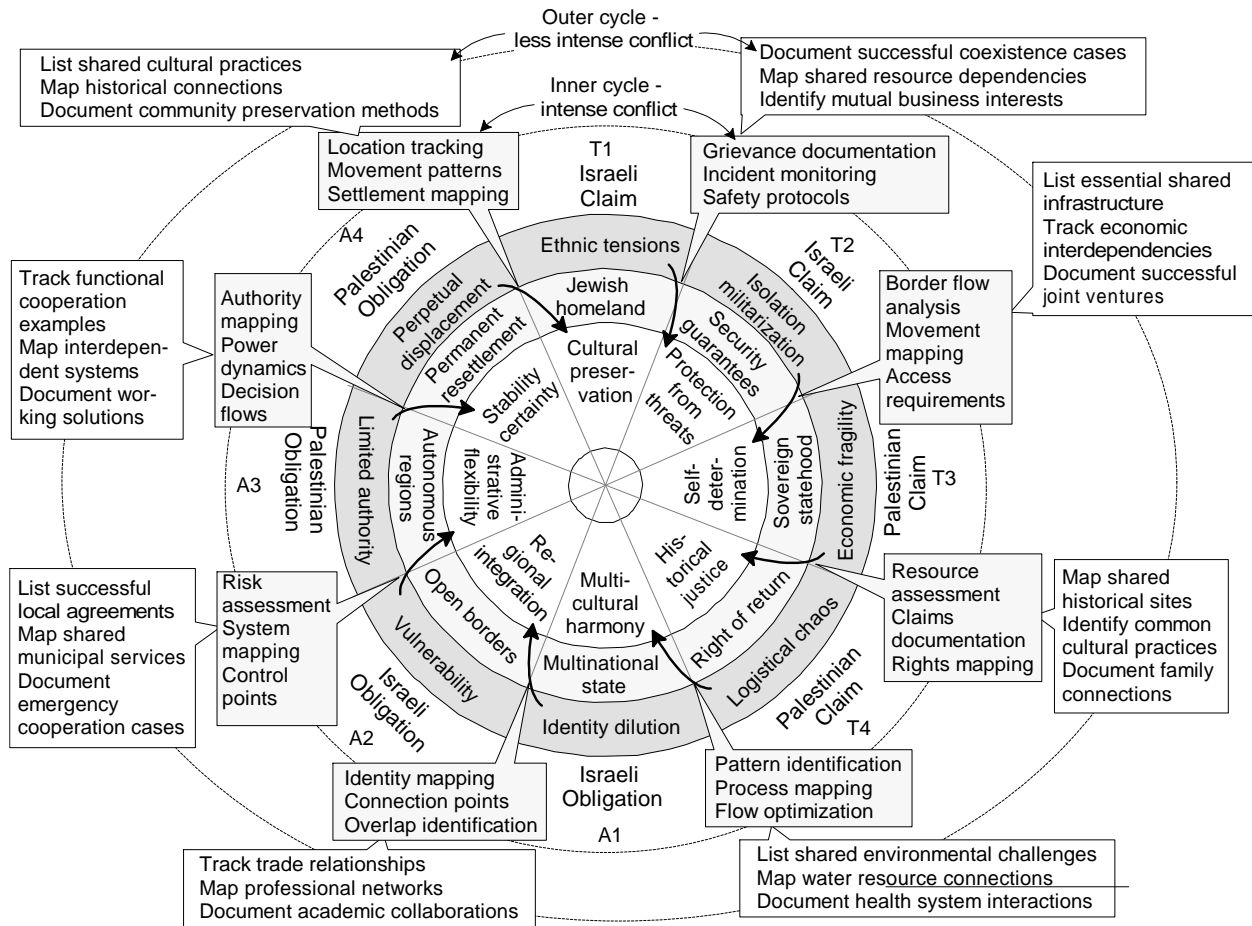 Outer cycle -
less intense conflict
List shared cultural practices
Map historical connections
Document community preservation methods
Document successful coexistence cases
Map shared resource dependencies
Identify mutual business interests
Inner cycle -
intense conflict
Location tracking
Movement patterns
Settlement mapping
T1
Israeli
Claim
Grievance documentation
Incident monitoring
Safety protocols
List essential shared
infrastructure
Track economic
interdependencies
Document successful
joint ventures
A4
Palestinian
Obligation
T2
Israeli
Claim
Track functional
cooperation
examples
Map interdepen-
dent systems
Document wor-
king solutions
Authority
mapping
Power
dynamics
Decision
flows
Border flow
analysis
Movement
mapping
Access
requirements
Ethnic tensions
Jewish
homeland
Cultural
preser-
vation
Isolation
militarization
Security
guarantees
Protection
from
threats
Economic fragility
Sovereign
statehood
Self-
deter-
mination
Palestinian
Claim
T3
Logistical chaos
Right of return
His-
torical
justice
Palestinian
Claim
T4
Identity dilution
Multinational
state
Multi-
cultural
harmony
Israeli
Obligation
A1
Vulnerability
Open borders
Re-
gional
integration
Israeli
Obligation
A2
Limited authority
Autonomous
regions
Admini-
strative
flexibility
Palestinian
Obligation
A3
Perpetual
displacement
Permanent
resettlement
Stability
certainty
List successful
local agreements
Map shared
municipal services
Document
emergency
cooperation cases
Risk
assessment
System
mapping
Control
points
Resource
assessment
Claims
documentation
Rights mapping
Map shared
historical sites
Identify common
cultural practices
Document family
connections
Identity mapping
Connection points
Overlap identification
Pattern identification
Process mapping
Flow optimization
Track trade relationships
Map professional networks
Document academic collaborations
List shared environmental challenges
Map water resource connections
Document health system interactions